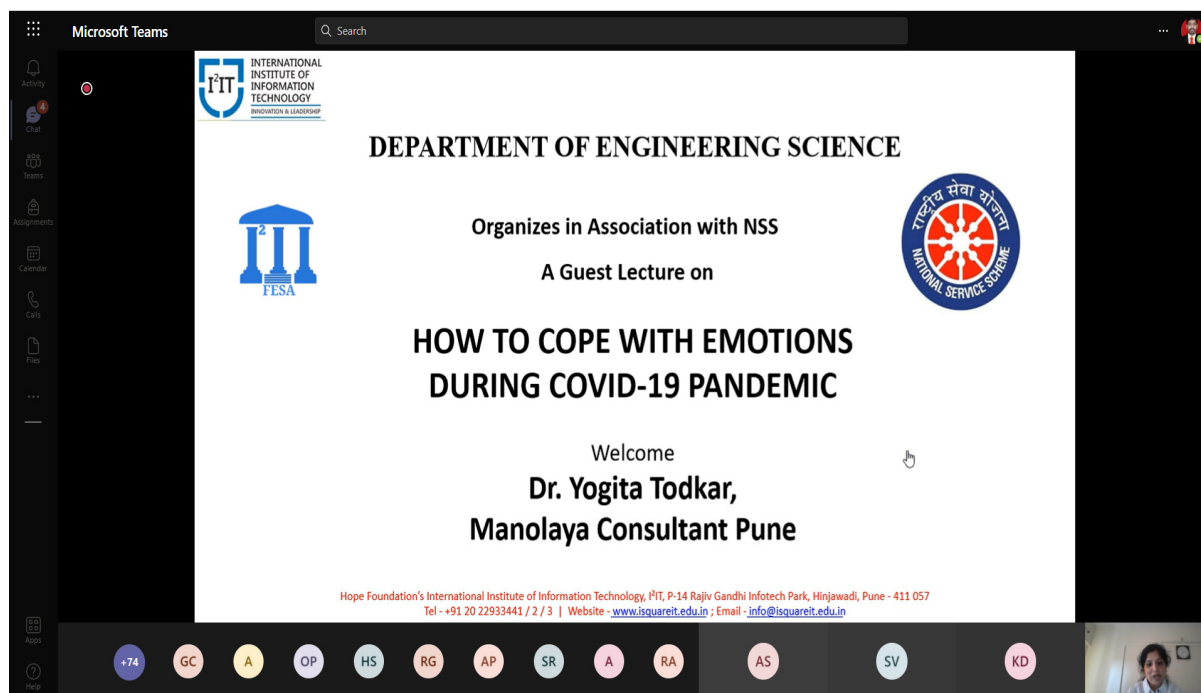 Microsoft Teams
Search
Activity
4
Chat
Teams
Assignments
Calendar
Calls
Files
Apps
Help
I²IT
INTERNATIONAL
INSTITUTE OF
INFORMATION
TECHNOLOGY
INNOVATION & LEADERSHIP
DEPARTMENT OF ENGINEERING SCIENCE
2
FESA
राष्ट्रीय सेवा योजना
NATIONAL SERVICE SCHEME
Organizes in Association with NSS
A Guest Lecture on
HOW TO COPE WITH EMOTIONS
DURING COVID-19 PANDEMIC
Welcome
Dr. Yogita Todkar,
Manolaya Consultant Pune
Hope Foundation's International Institute of Information Technology, I²IT, P-14 Rajiv Gandhi Infotech Park, Hinjawadi, Pune - 411 057
Tel - +91 20 22933441 / 2 / 3 | Website - www.isquareit.edu.in ; Email - info@isquareit.edu.in
+74 GC A OP HS RG AP SR A RA AS SV KD